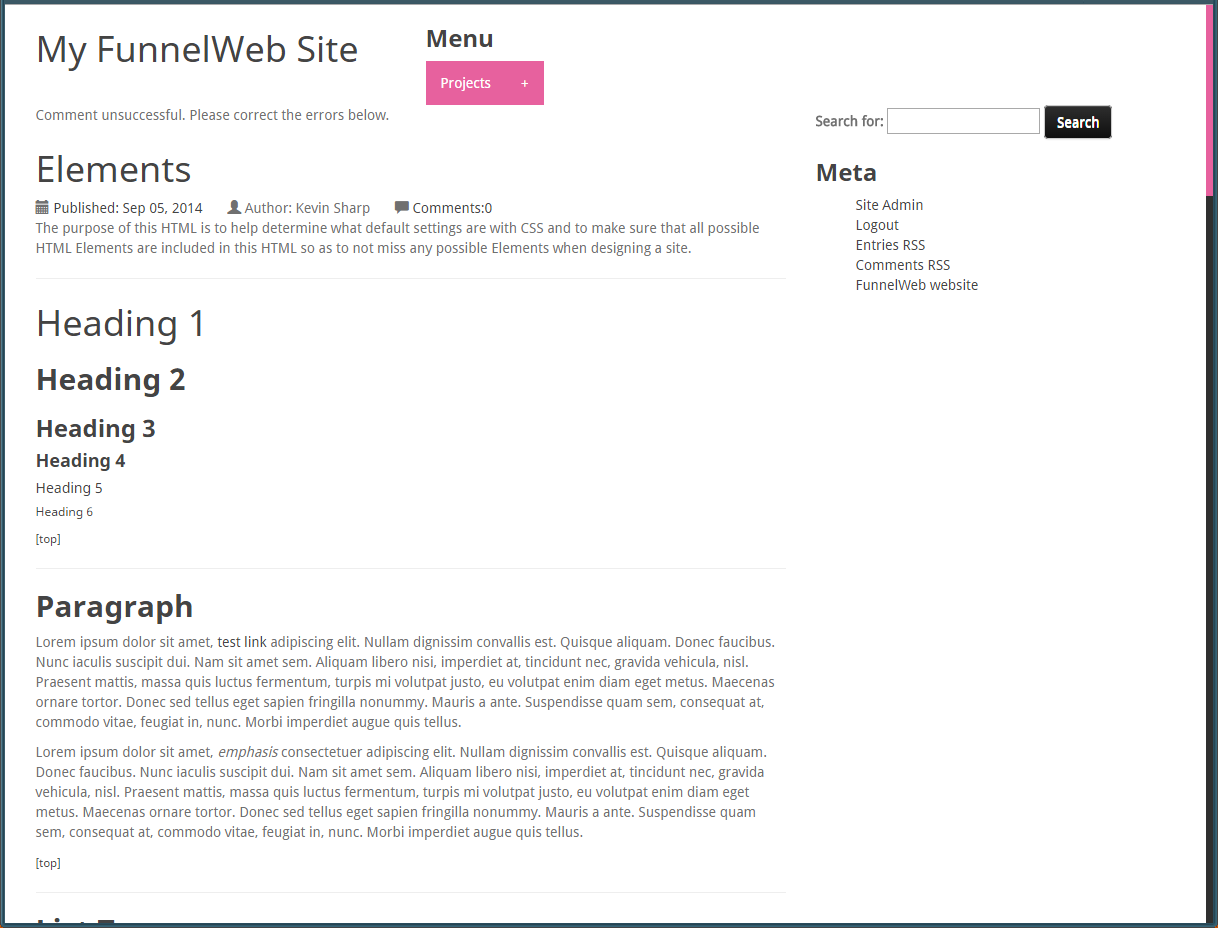 My FunnelWeb Site
Menu
Projects +
Comment unsuccessful. Please correct the errors below.
Search for:
Search
Elements
Published: Sep 05, 2014 Author: Kevin Sharp Comments:0
The purpose of this HTML is to help determine what default settings are with CSS and to make sure that all possible
HTML Elements are included in this HTML so as to not miss any possible Elements when designing a site.
Meta
Site Admin
Logout
Entries RSS
Comments RSS
FunnelWeb website
Heading 1
Heading 2
Heading 3
Heading 4
Heading 5
Heading 6
[top]
Paragraph
Lorem ipsum dolor sit amet, test link adipiscing elit. Nullam dignissim convallis est. Quisque aliquam. Donec faucibus.
Nunc iaculis suscipit dui. Nam sit amet sem. Aliquam libero nisi, imperdiet at, tincidunt nec, gravida vehicula, nisl.
Praesent mattis, massa quis luctus fermentum, turpis mi volutpat justo, eu volutpat enim diam eget metus. Maecenas
ornare tortor. Donec sed tellus eget sapien fringilla nonummy. Mauris a ante. Suspendisse quam sem, consequat at,
commodo vitae, feugiat in, nunc. Morbi imperdiet augue quis tellus.
Lorem ipsum dolor sit amet, emphasis consectetuer adipiscing elit. Nullam dignissim convallis est. Quisque aliquam.
Donec faucibus. Nunc iaculis suscipit dui. Nam sit amet sem. Aliquam libero nisi, imperdiet at, tincidunt nec, gravida
vehicula, nisl. Praesent mattis, massa quis luctus fermentum, turpis mi volutpat justo, eu volutpat enim diam eget
metus. Maecenas ornare tortor. Donec sed tellus eget sapien fringilla nonummy. Mauris a ante. Suspendisse quam
sem, consequat at, commodo vitae, feugiat in, nunc. Morbi imperdiet augue quis tellus.
[top]